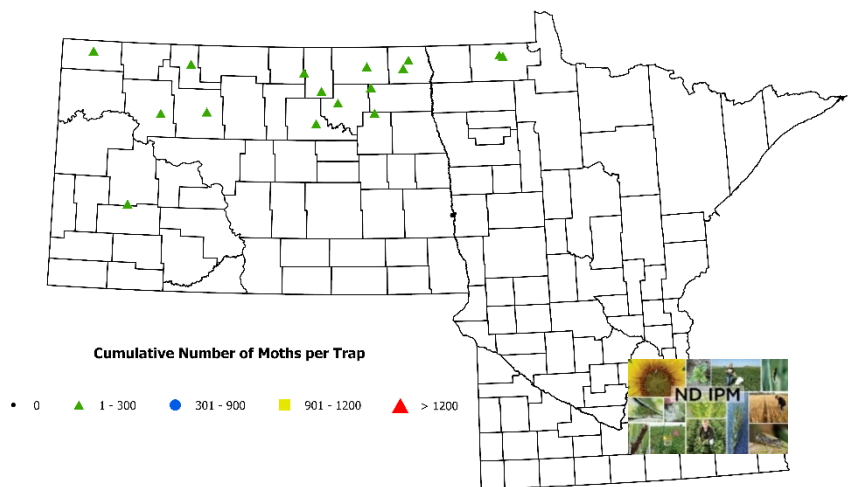 Cumulative Number of Moths per Trap
0 1 - 300 301 - 900 901 - 1200 > 1200
ND IPM